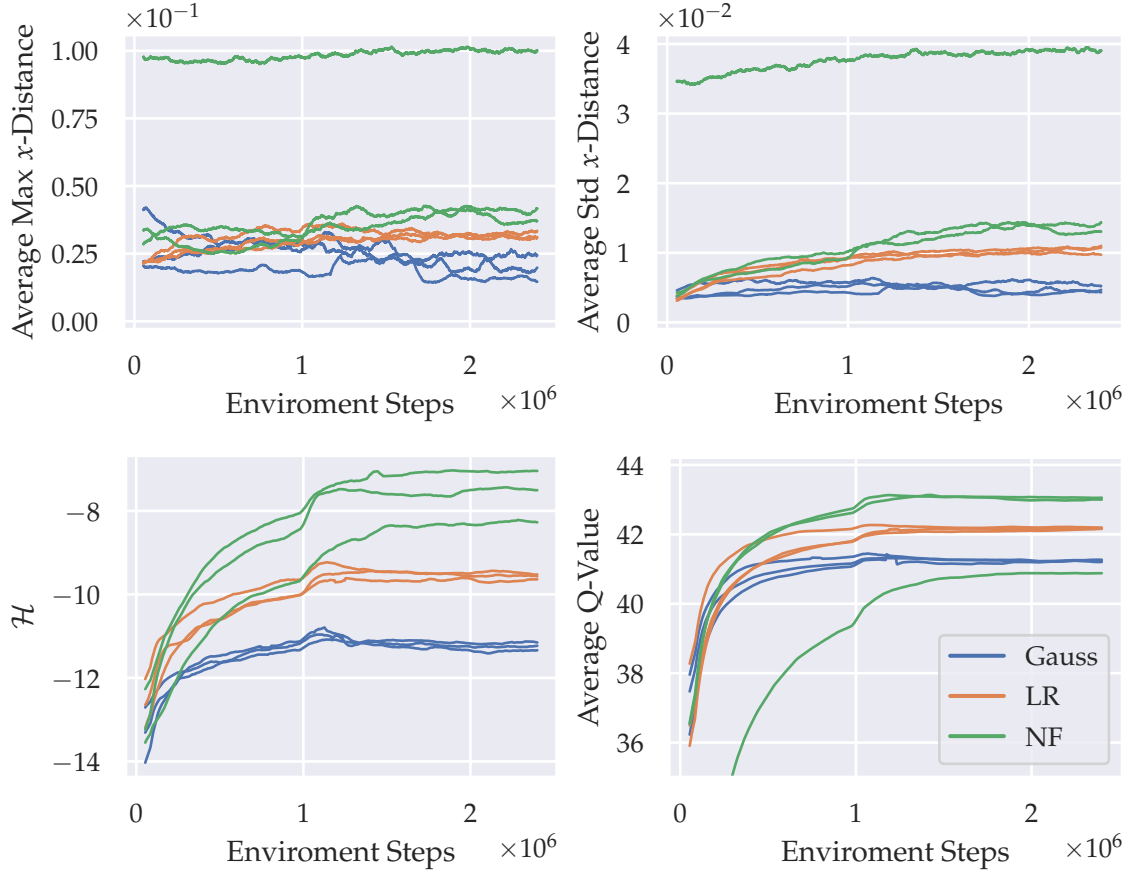 ×10⁻¹
Average Max x-Distance
1.00
0.75
0.50
0.25
0.00
0 1 2
Enviroment Steps ×10⁶
×10⁻²
Average Std x-Distance
4
3
2
1
0
0 1 2
Enviroment Steps ×10⁶
ℋ
−8
−10
−12
−14
0 1 2
Enviroment Steps ×10⁶
Average Q-Value
44
42
40
38
36
Gauss
LR
NF
0 1 2
Enviroment Steps ×10⁶